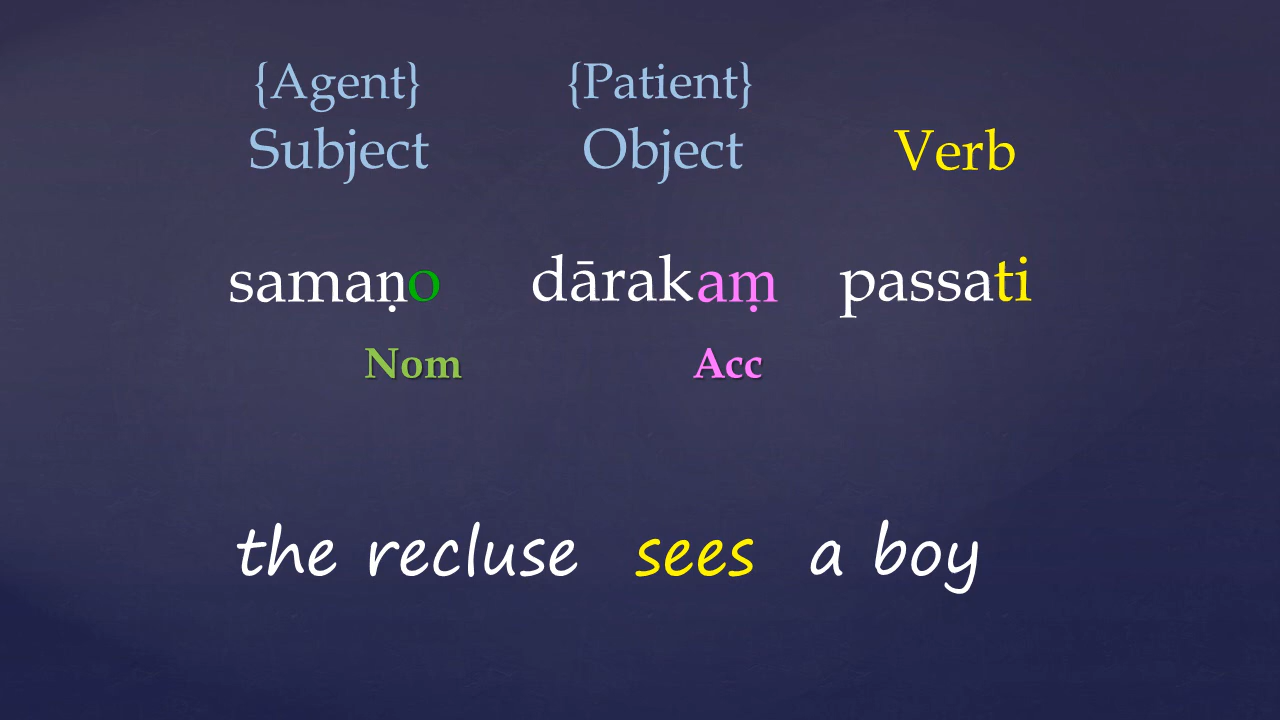 {Agent} {Patient}
Subject Object Verb
samaṇo dārakaṃ passati
Nom Acc
the recluse sees a boy